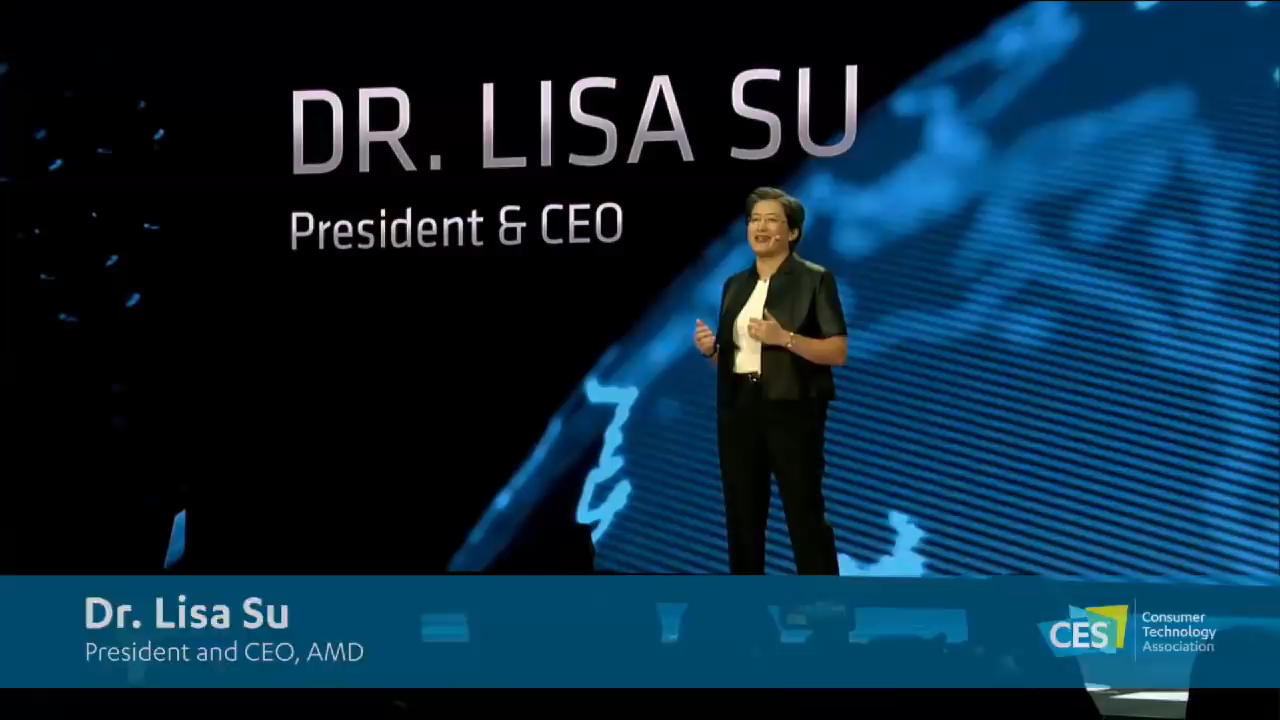 DR. LISA SU
President & CEO
Dr. Lisa Su
President and CEO, AMD
CES
Consumer
Technology
Association